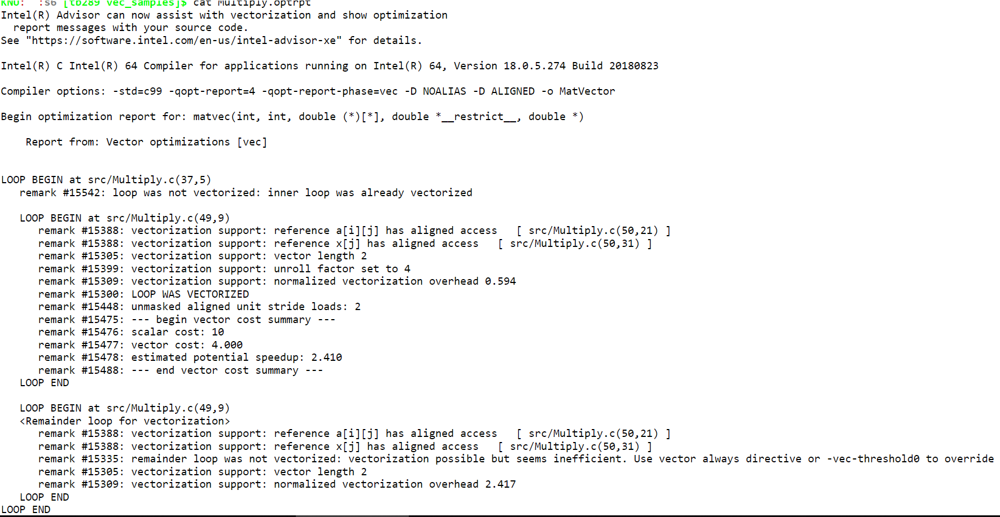 KNU: :s6 [tb289 vec_samples]$ cat Multiply.optrpt
Intel(R) Advisor can now assist with vectorization and show optimization
  report messages with your source code.
See "https://software.intel.com/en-us/intel-advisor-xe" for details.
Intel(R) C Intel(R) 64 Compiler for applications running on Intel(R) 64, Version 18.0.5.274 Build 20180823
Compiler options: -std=c99 -qopt-report=4 -qopt-report-phase=vec -D NOALIAS -D ALIGNED -o MatVector
Begin optimization report for: matvec(int, int, double (*)[*], double *__restrict__, double *)
    Report from: Vector optimizations [vec]
LOOP BEGIN at src/Multiply.c(37,5)
   remark #15542: loop was not vectorized: inner loop was already vectorized
   LOOP BEGIN at src/Multiply.c(49,9)
      remark #15388: vectorization support: reference a[i][j] has aligned access   [ src/Multiply.c(50,21) ]
      remark #15388: vectorization support: reference x[j] has aligned access   [ src/Multiply.c(50,31) ]
      remark #15305: vectorization support: vector length 2
      remark #15399: vectorization support: unroll factor set to 4
      remark #15309: vectorization support: normalized vectorization overhead 0.594
      remark #15300: LOOP WAS VECTORIZED
      remark #15448: unmasked aligned unit stride loads: 2
      remark #15475: --- begin vector cost summary ---
      remark #15476: scalar cost: 10
      remark #15477: vector cost: 4.000
      remark #15478: estimated potential speedup: 2.410
      remark #15488: --- end vector cost summary ---
   LOOP END
   LOOP BEGIN at src/Multiply.c(49,9)
   <Remainder loop for vectorization>
      remark #15388: vectorization support: reference a[i][j] has aligned access   [ src/Multiply.c(50,21) ]
      remark #15388: vectorization support: reference x[j] has aligned access   [ src/Multiply.c(50,31) ]
      remark #15335: remainder loop was not vectorized: vectorization possible but seems inefficient. Use vector always directive or -vec-threshold0 to override
      remark #15305: vectorization support: vector length 2
      remark #15309: vectorization support: normalized vectorization overhead 2.417
   LOOP END
LOOP END